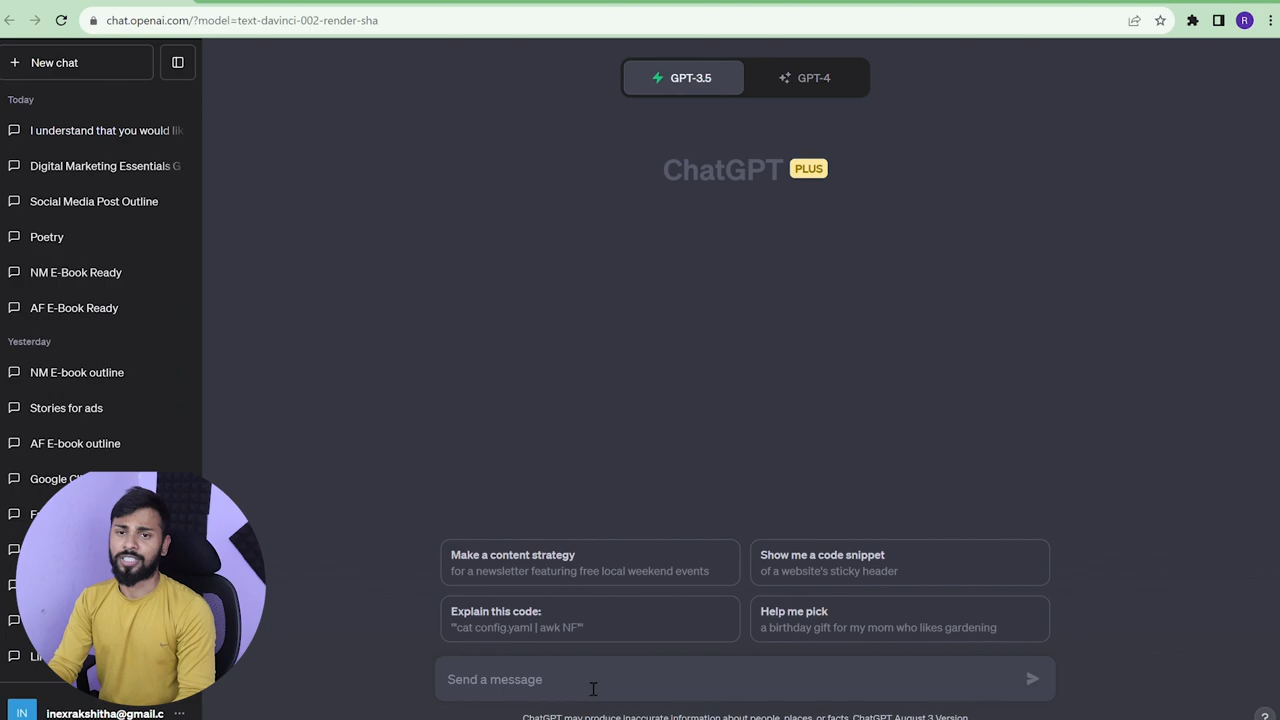 chat.openai.com/?model=text-davinci-002-render-sha
R
New chat
Today
I understand that you would lik
Digital Marketing Essentials G
Social Media Post Outline
Poetry
NM E-Book Ready
AF E-Book Ready
Yesterday
NM E-book outline
Stories for ads
AF E-book outline
IN
inexrakshitha@gmail.c
GPT-3.5
GPT-4
ChatGPT PLUS
Make a content strategy
for a newsletter featuring free local weekend events
Show me a code snippet
of a website's sticky header
Explain this code:
"'cat config.yaml | awk NF'"
Help me pick
a birthday gift for my mom who likes gardening
Send a message
ChatGPT may produce inaccurate information about people, places, or facts. ChatGPT August 3 Version
?